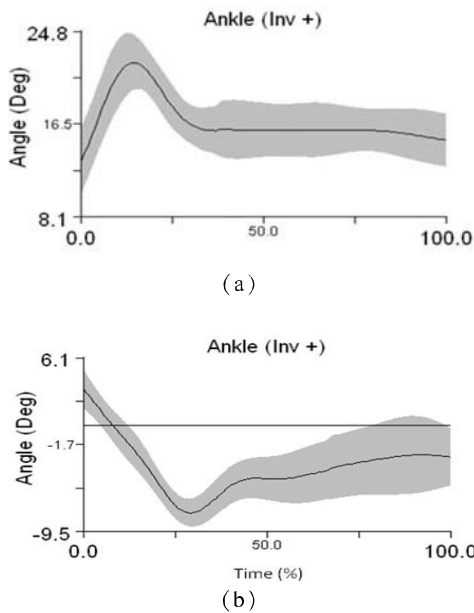 Ankle (Inv +)
24.8
16.5
8.1
Angle (Deg)
0.0
50.0
100.0
(a)
Ankle (Inv +)
6.1
-1.7
-9.5
Angle (Deg)
0.0
50.0
100.0
Time (%)
(b)